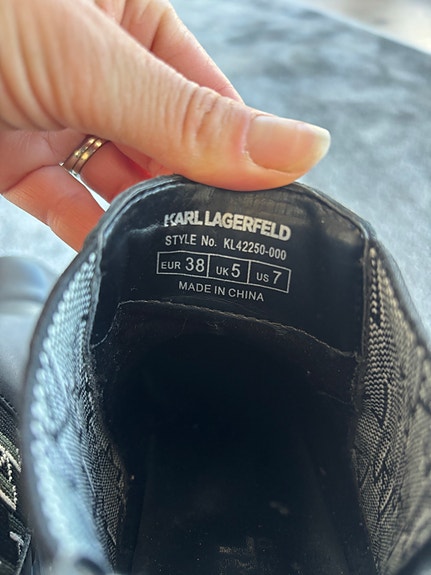 KARL LAGERFELD
STYLE No. KL42250-000
EUR 38 UK 5 US 7
MADE IN CHINA